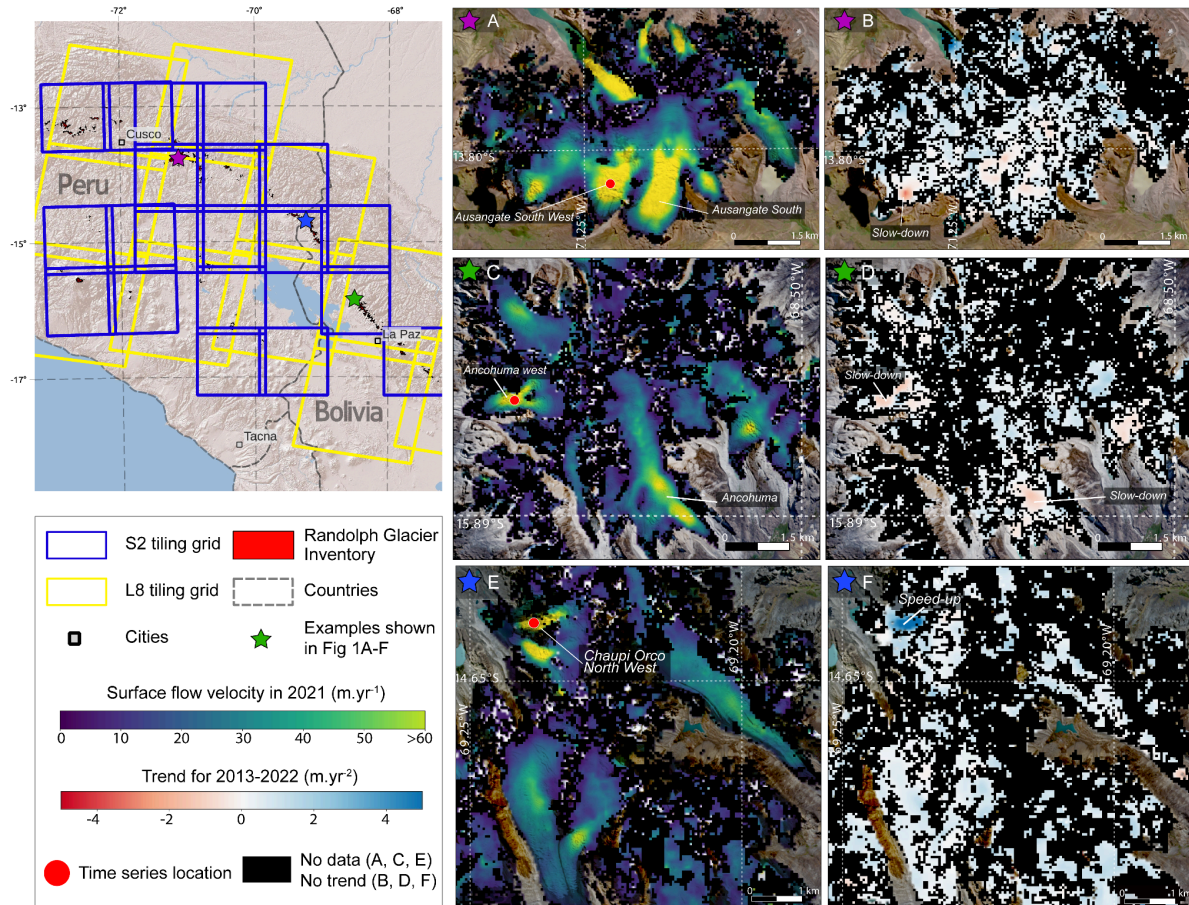 -72°
-70°
-68°
-13°
-15°
-17°
Cusco
Peru
La Paz
Bolivia
Tacna
S2 tiling grid
Randolph Glacier
Inventory
L8 tiling grid
Countries
Cities
Examples shown
in Fig 1A-F
Surface flow velocity in 2021 (m.yr⁻¹)
0 10 20 30 40 50 >60
Trend for 2013-2022 (m.yr⁻²)
-4 -2 0 2 4
Time series location
No data (A, C, E)
No trend (B, D, F)
A
13.80°S
71.25°W
Ausangate South West
Ausangate South
0 1.5 km
B
13.80°S
71.25°W
Slow-down
0 1.5 km
C
68.50°W
Ancohuma west
Ancohuma
15.89°S
0 1.5 km
D
68.50°W
Slow-down
Slow-down
15.89°S
0 1.5 km
E
Chaupi Orco
North West
69.20°W
14.65°S
69.25°W
0 1 km
F
Speed-up
69.20°W
14.65°S
69.25°W
0 1 km